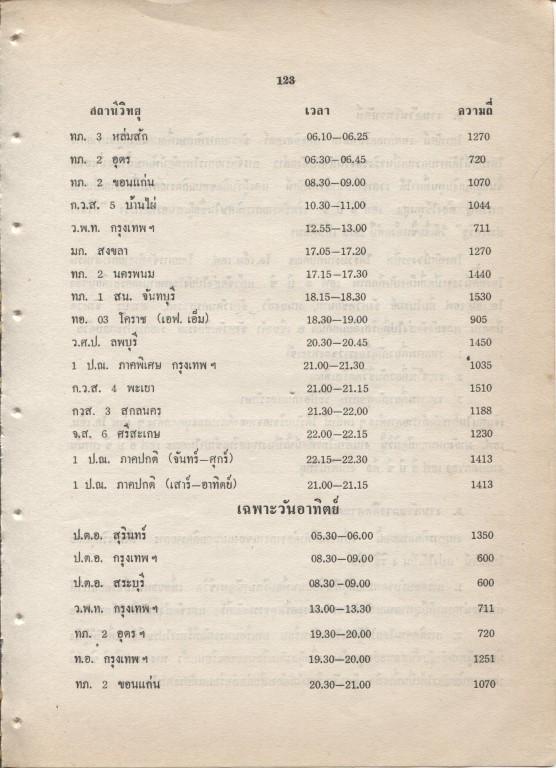 123
สถานีวิทยุ เวลา ความถี่
ทภ. 3 หล่มสัก 06.10—06.25 1270
ทภ. 2 อุดร 06.30—06.45 720
ทภ. 2 ขอนแก่น 08.30—09.00 1070
ก.ว.ส. 5 บ้านไผ่ 10.30—11.00 1044
ว.พ.ท. กรุงเทพ ฯ 12.55—13.00 711
มก. สงขลา 17.05—17.20 1270
ทภ. 2 นครพนม 17.15—17.30 1440
ทภ. 1 สน. จันทบุรี 18.15—18.30 1530
ทอ. 03 โคราช (เอฟ. เอ็ม) 18.30—19.00 905
ว.ศ.ป. ลพบุรี 20.30—20.45 1450
1 ป.ณ. ภาคพิเศษ กรุงเทพ ฯ 21.00—21.30 1035
ก.ว.ส. 4 พะเยา 21.00—21.15 1510
กวส. 3 สกลนคร 21.30—22.00 1188
จ.ส. 6 ศรีสะเกษ 22.00—22.15 1230
1 ป.ณ. ภาคปกติ (จันทร์—ศุกร์) 22.15—22.30 1413
1 ป.ณ. ภาคปกติ (เสาร์—อาทิตย์) 21.00—21.15 1413
เฉพาะวันอาทิตย์
ป.ต.อ. สุรินทร์ 05.30—06.00 1350
ป.ต.อ. กรุงเทพ ฯ 08.30—09.00 600
ป.ต.อ. สระบุรี 08.30—09.00 600
ว.พ.ท. กรุงเทพ ฯ 13.00—13.30 711
ทภ. 2 อุดร ฯ 19.30—20.00 720
ท.อ. กรุงเทพ ฯ 19.30—20.00 1251
ทภ. 2 ขอนแก่น 20.30—21.00 1070